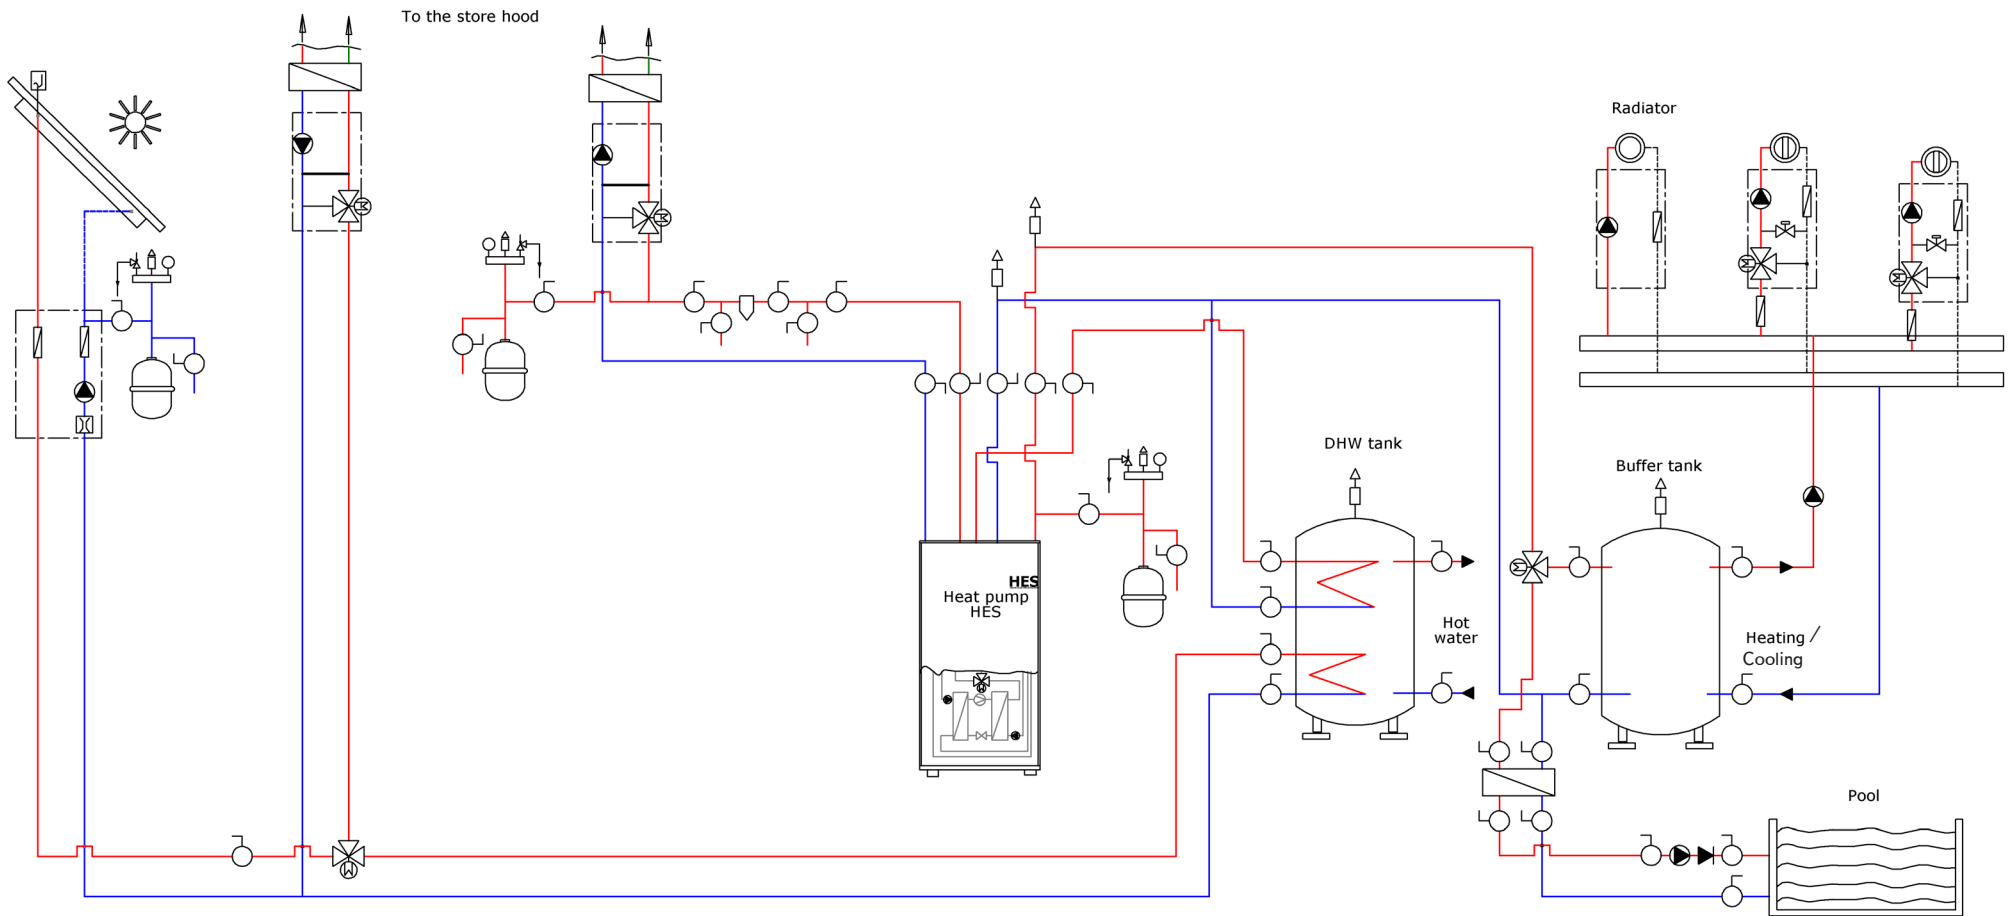 To the store hood
Radiator
DHW tank
Buffer tank
HES
Heat pump
HES
Hot
water
Heating /
Cooling
Pool